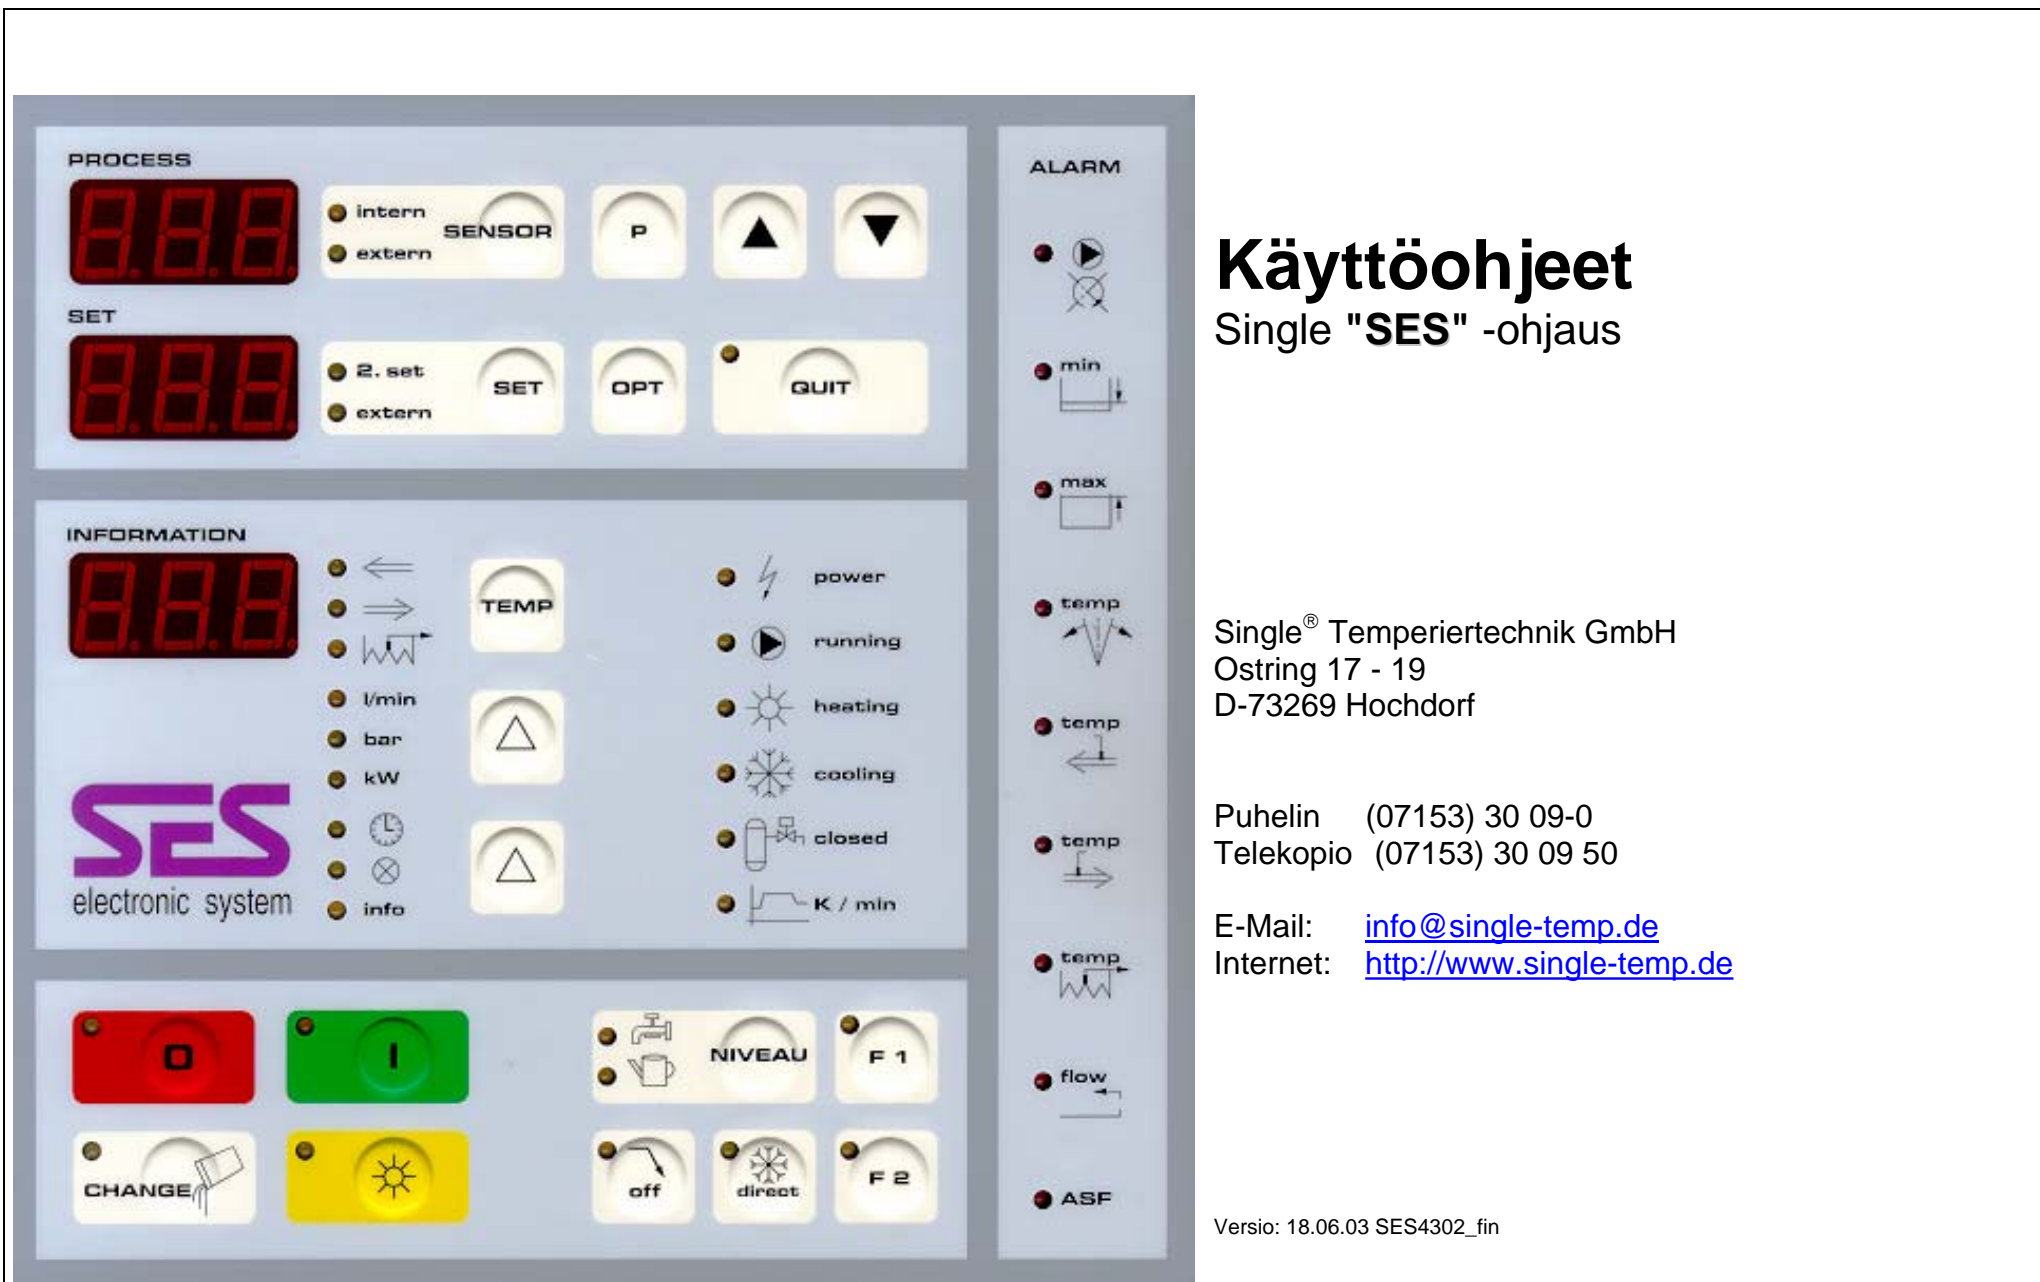 PROCESS
intern
extern
SENSOR
P
SET
2. set
extern
SET
OPT
QUIT
INFORMATION
l/min
bar
kW
info
TEMP
power
running
heating
cooling
closed
K / min
SES
electronic system
O
I
NIVEAU
F 1
CHANGE
off
direct
F 2
ALARM
min
max
temp
temp
temp
temp
flow
ASF
Käyttöohjeet
Single "SES" -ohjaus
Single® Temperiertechnik GmbH
Ostring 17 - 19
D-73269 Hochdorf
Puhelin (07153) 30 09-0
Telekopio (07153) 30 09 50
E-Mail: info@single-temp.de
Internet: http://www.single-temp.de
Versio: 18.06.03 SES4302_fin